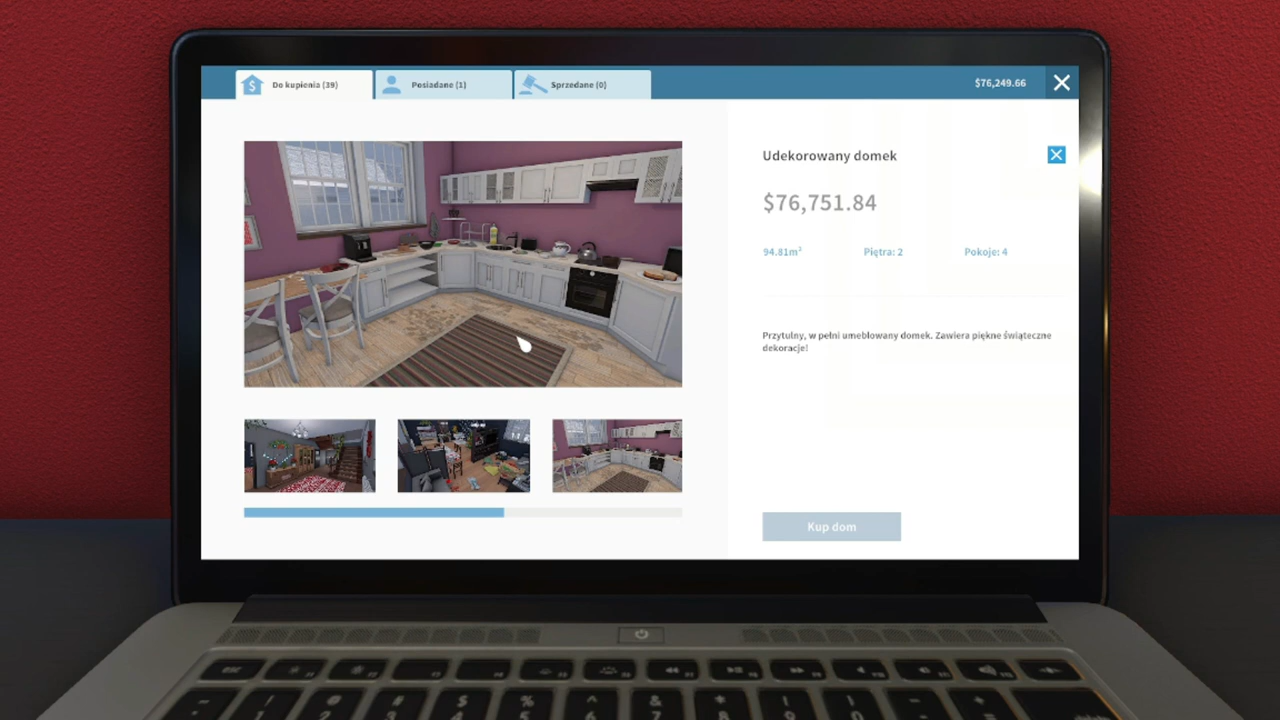 Do kupienia (39)
Posiadane (1)
Sprzedane (0)
$76,249.66
Udekorowany domek
$76,751.84
94.81m²
Piętra: 2
Pokoje: 4
Przytulny, w pełni umeblowany domek. Zawiera piękne świąteczne
dekoracje!
Kup dom